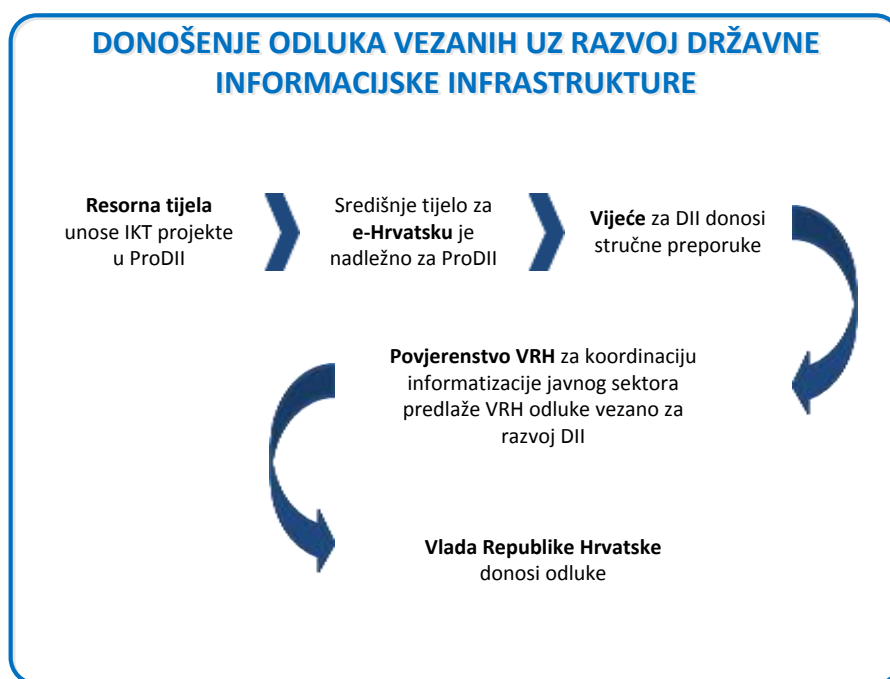 DONOŠENJE ODLUKA VEZANIH UZ RAZVOJ DRŽAVNE
INFORMACIJSKE INFRASTRUKTURE
Resorna tijela
unose IKT projekte
u ProDII
Središnje tijelo za
e-Hrvatsku je
nadležno za ProDII
Vijeće za DII donosi
stručne preporuke
Povjerenstvo VRH za koordinaciju
informatizacije javnog sektora
predlaže VRH odluke vezano za
razvoj DII
Vlada Republike Hrvatske
donosi odluke